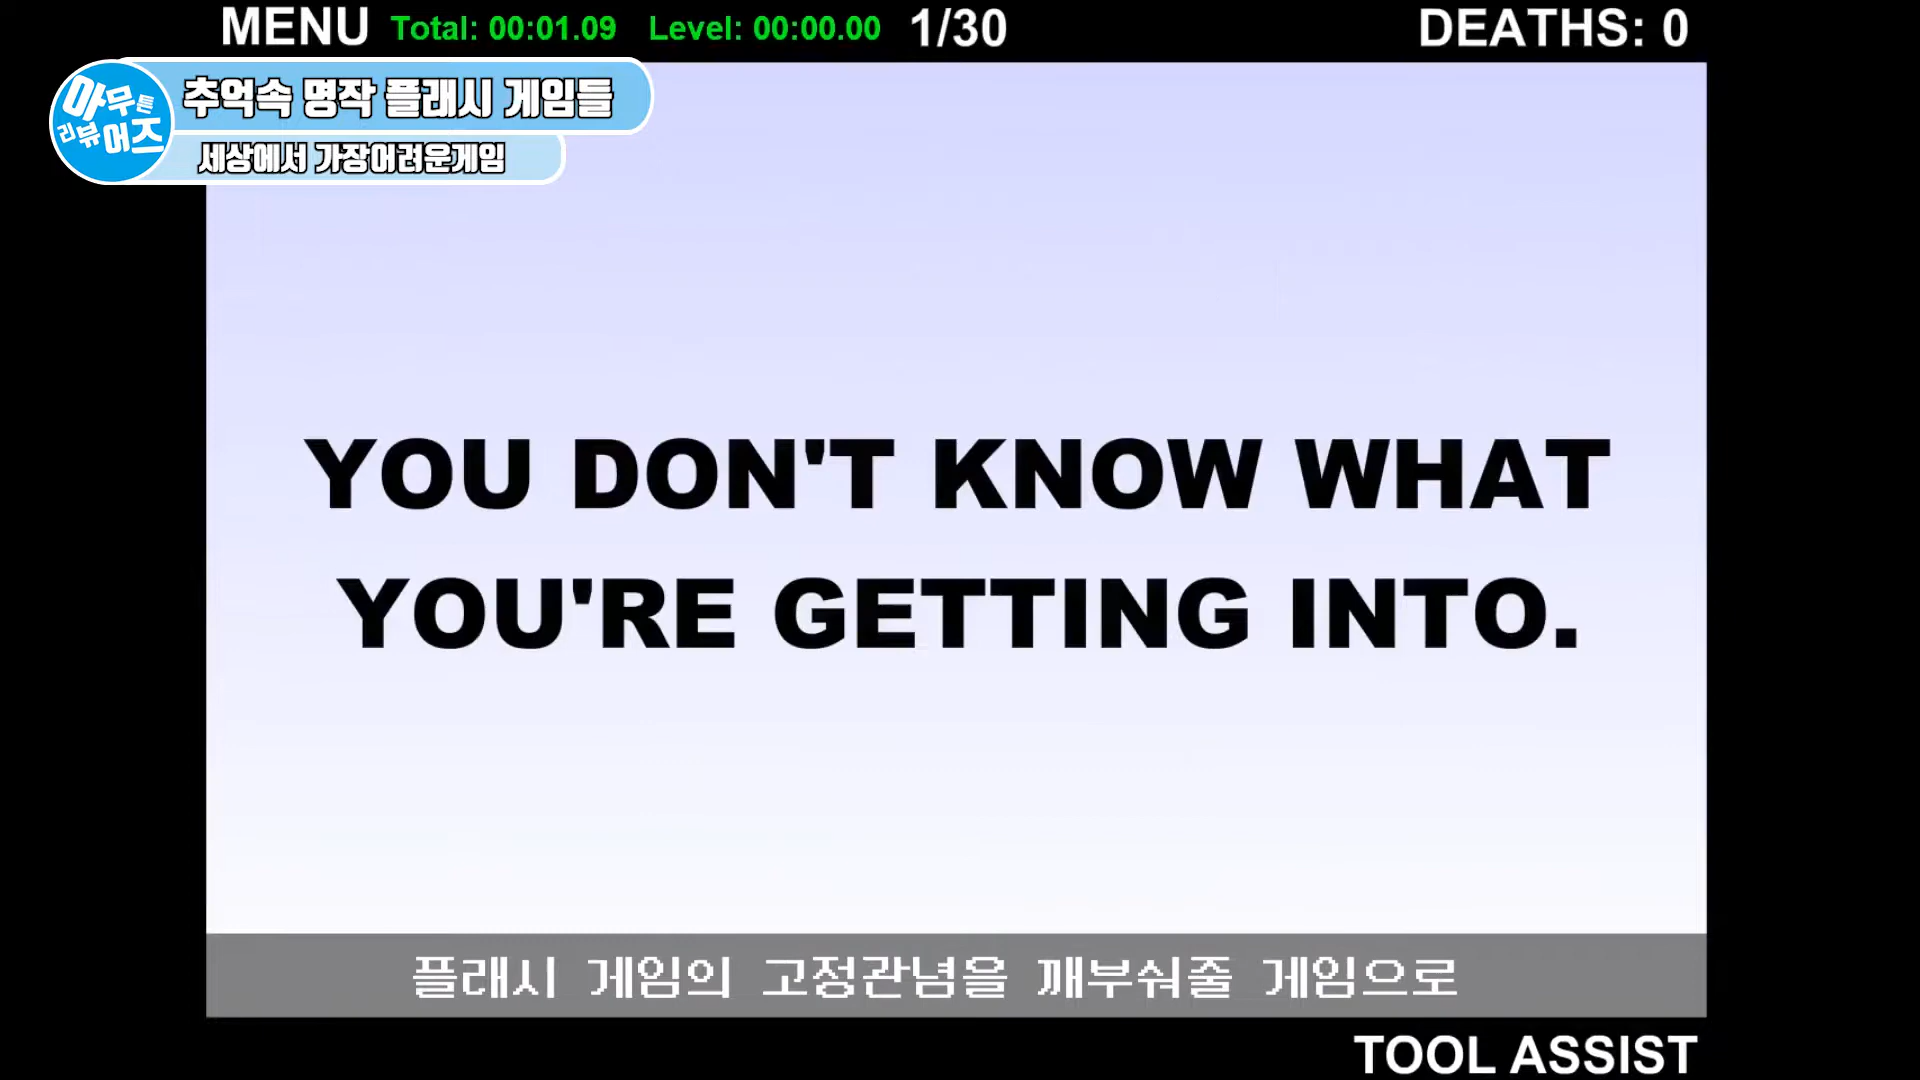 MENU Total: 00:01.09 Level: 00:00.00 1/30 DEATHS: 0
아무튼
리뷰어즈
추억속 명작 플래시 게임들
세상에서 가장어려운게임
YOU DON'T KNOW WHAT
YOU'RE GETTING INTO.
플래시 게임의 고정관념을 깨부숴줄 게임으로
TOOL ASSIST